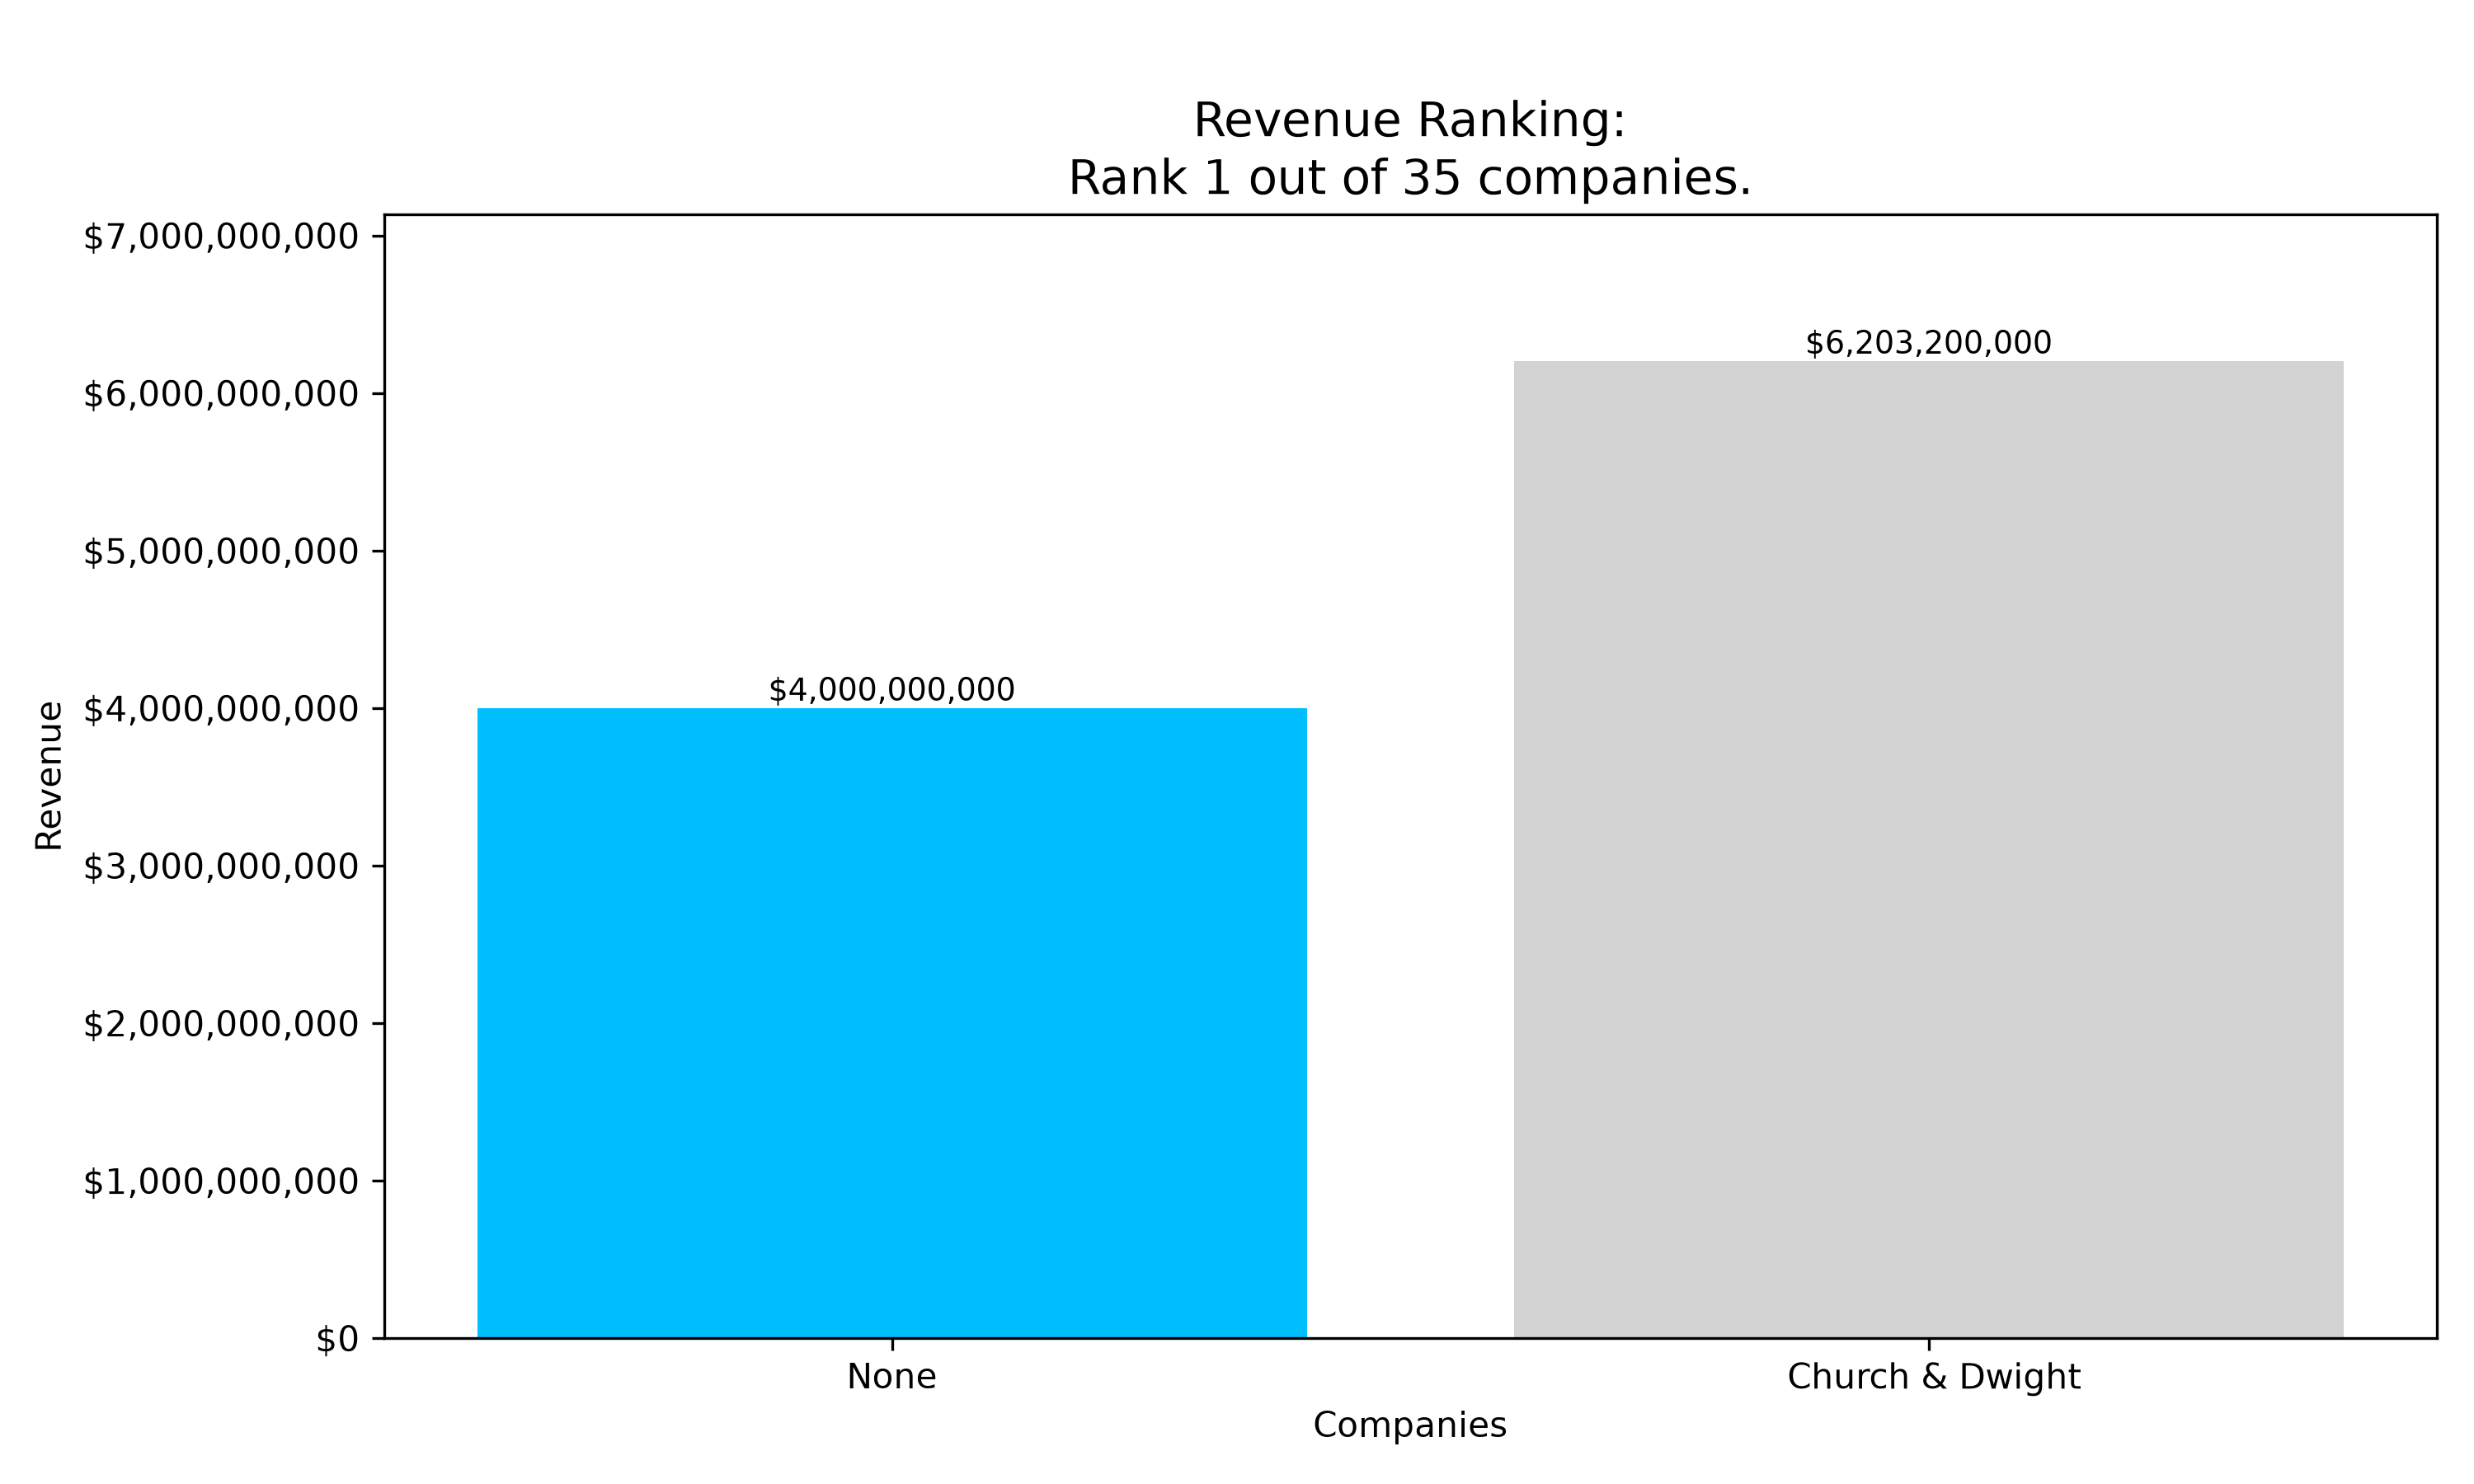 Revenue Ranking:
Rank 1 out of 35 companies.
$7,000,000,000
$6,000,000,000
$5,000,000,000
$4,000,000,000
$3,000,000,000
$2,000,000,000
$1,000,000,000
$0
Revenue
$4,000,000,000
$6,203,200,000
None
Church & Dwight
Companies